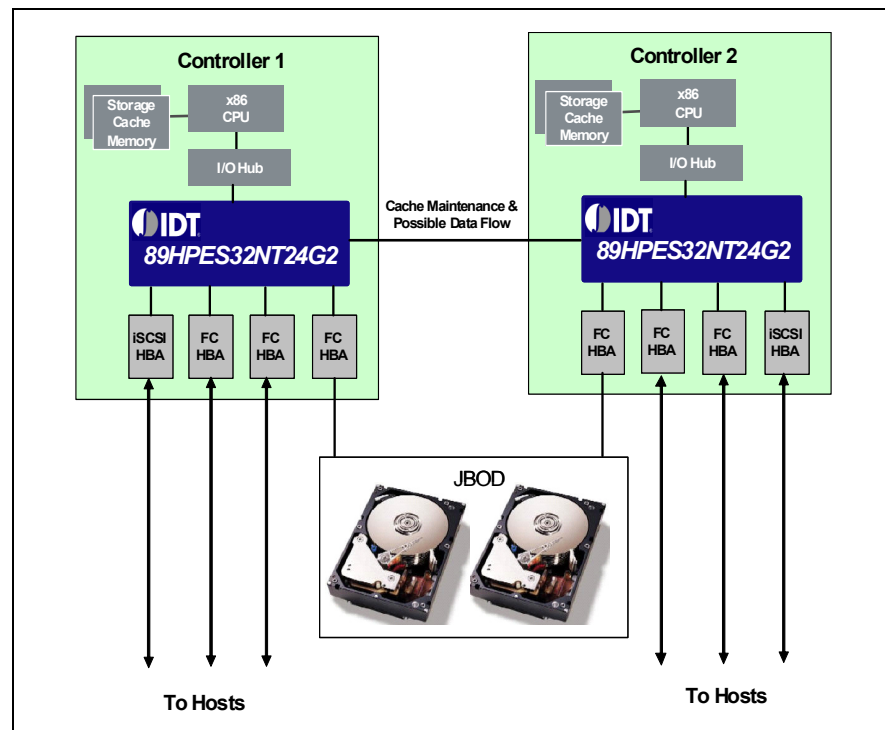 Controller 1
Storage
Cache
Memory
x86
CPU
I/O Hub
IDT
89HPES32NT24G2
iSCSI
HBA
FC
HBA
FC
HBA
FC
HBA
Cache Maintenance &
Possible Data Flow
Controller 2
Storage
Cache
Memory
x86
CPU
I/O Hub
IDT
89HPES32NT24G2
FC
HBA
FC
HBA
FC
HBA
iSCSI
HBA
JBOD
To Hosts
To Hosts